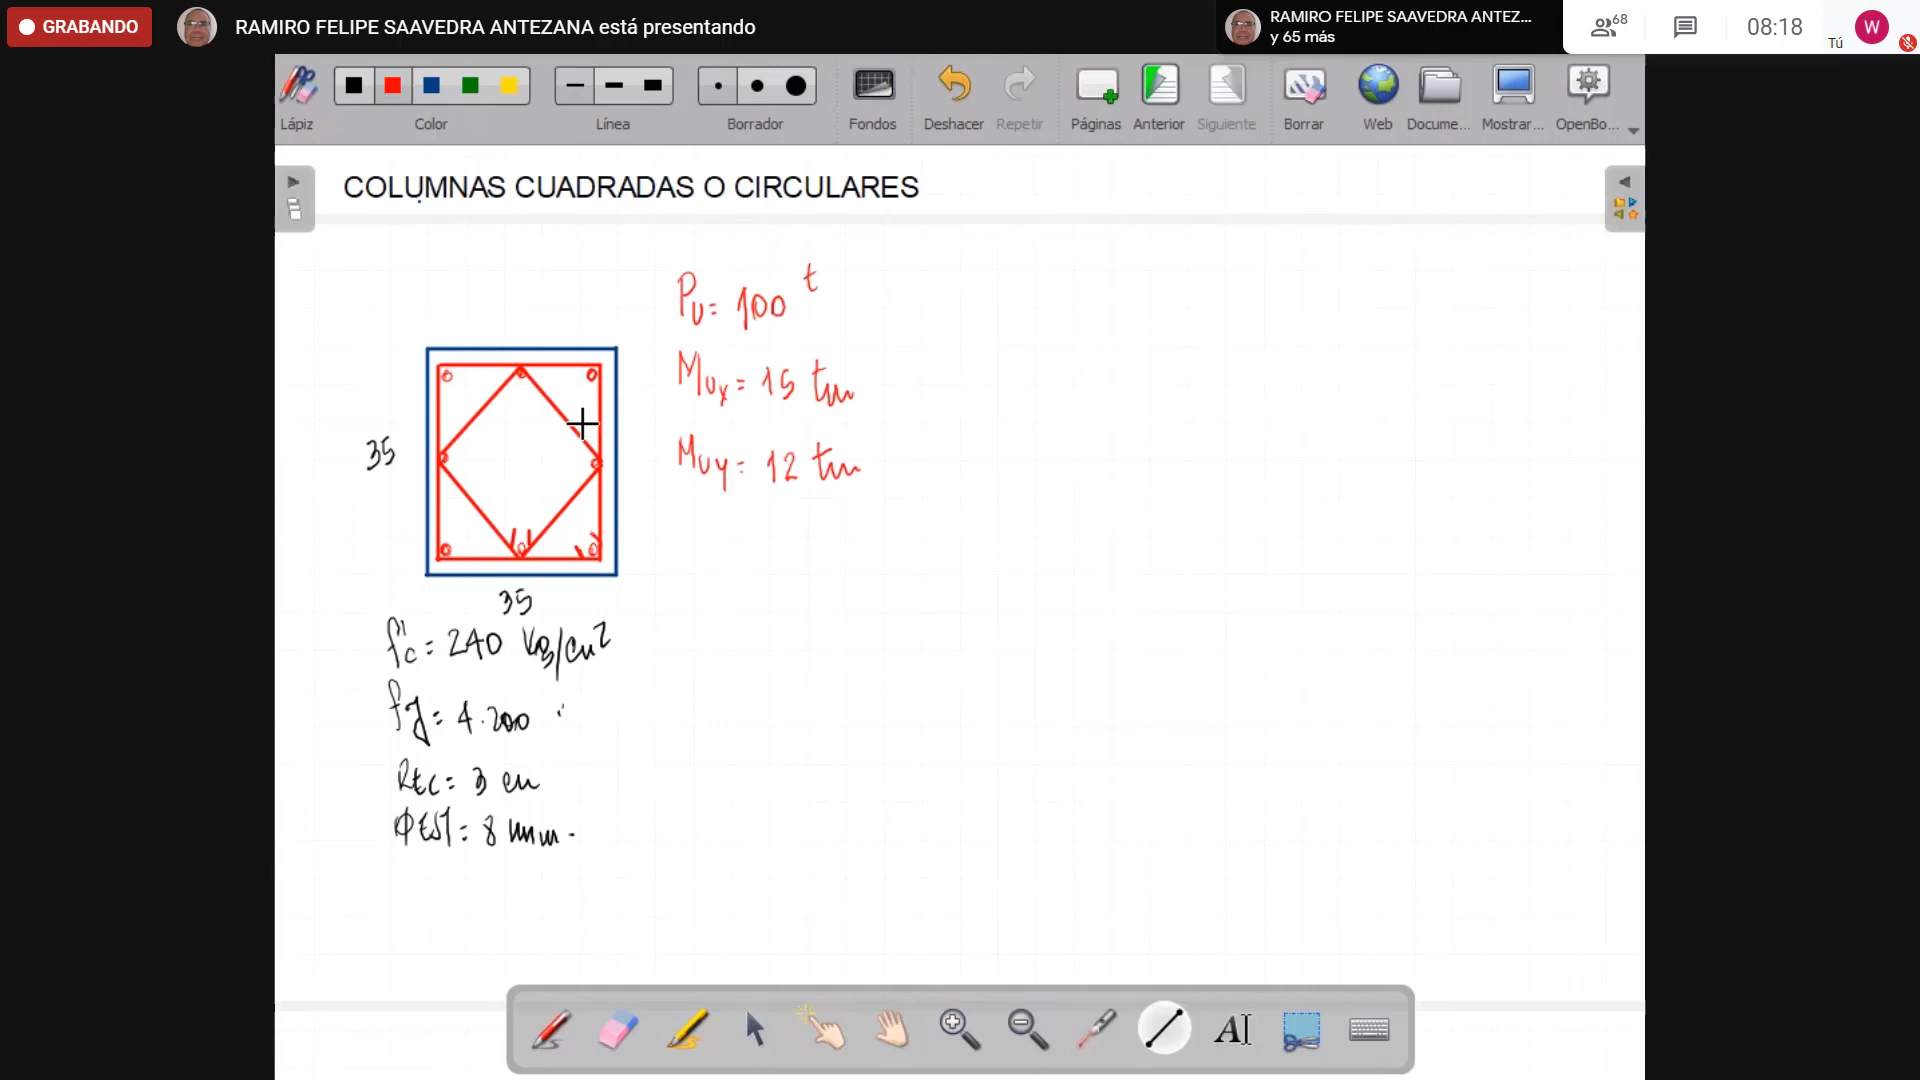 GRABANDO
RAMIRO FELIPE SAAVEDRA ANTEZANA está presentando
RAMIRO FELIPE SAAVEDRA ANTEZ...
y 65 más
68
08:18
Tú
W
Lápiz
Color
Línea
Borrador
Fondos
Deshacer
Repetir
Páginas
Anterior
Siguiente
Borrar
Web
Docume...
Mostrar...
OpenBo...
COLUMNAS CUADRADAS O CIRCULARES
Pu = 100 t
Mux = 15 tm
Muy = 12 tm
35
35
f'c = 240 Kg/cm2
fy = 4.200 "
Rec = 3 cm
ϕEST = 8 mm.
AI